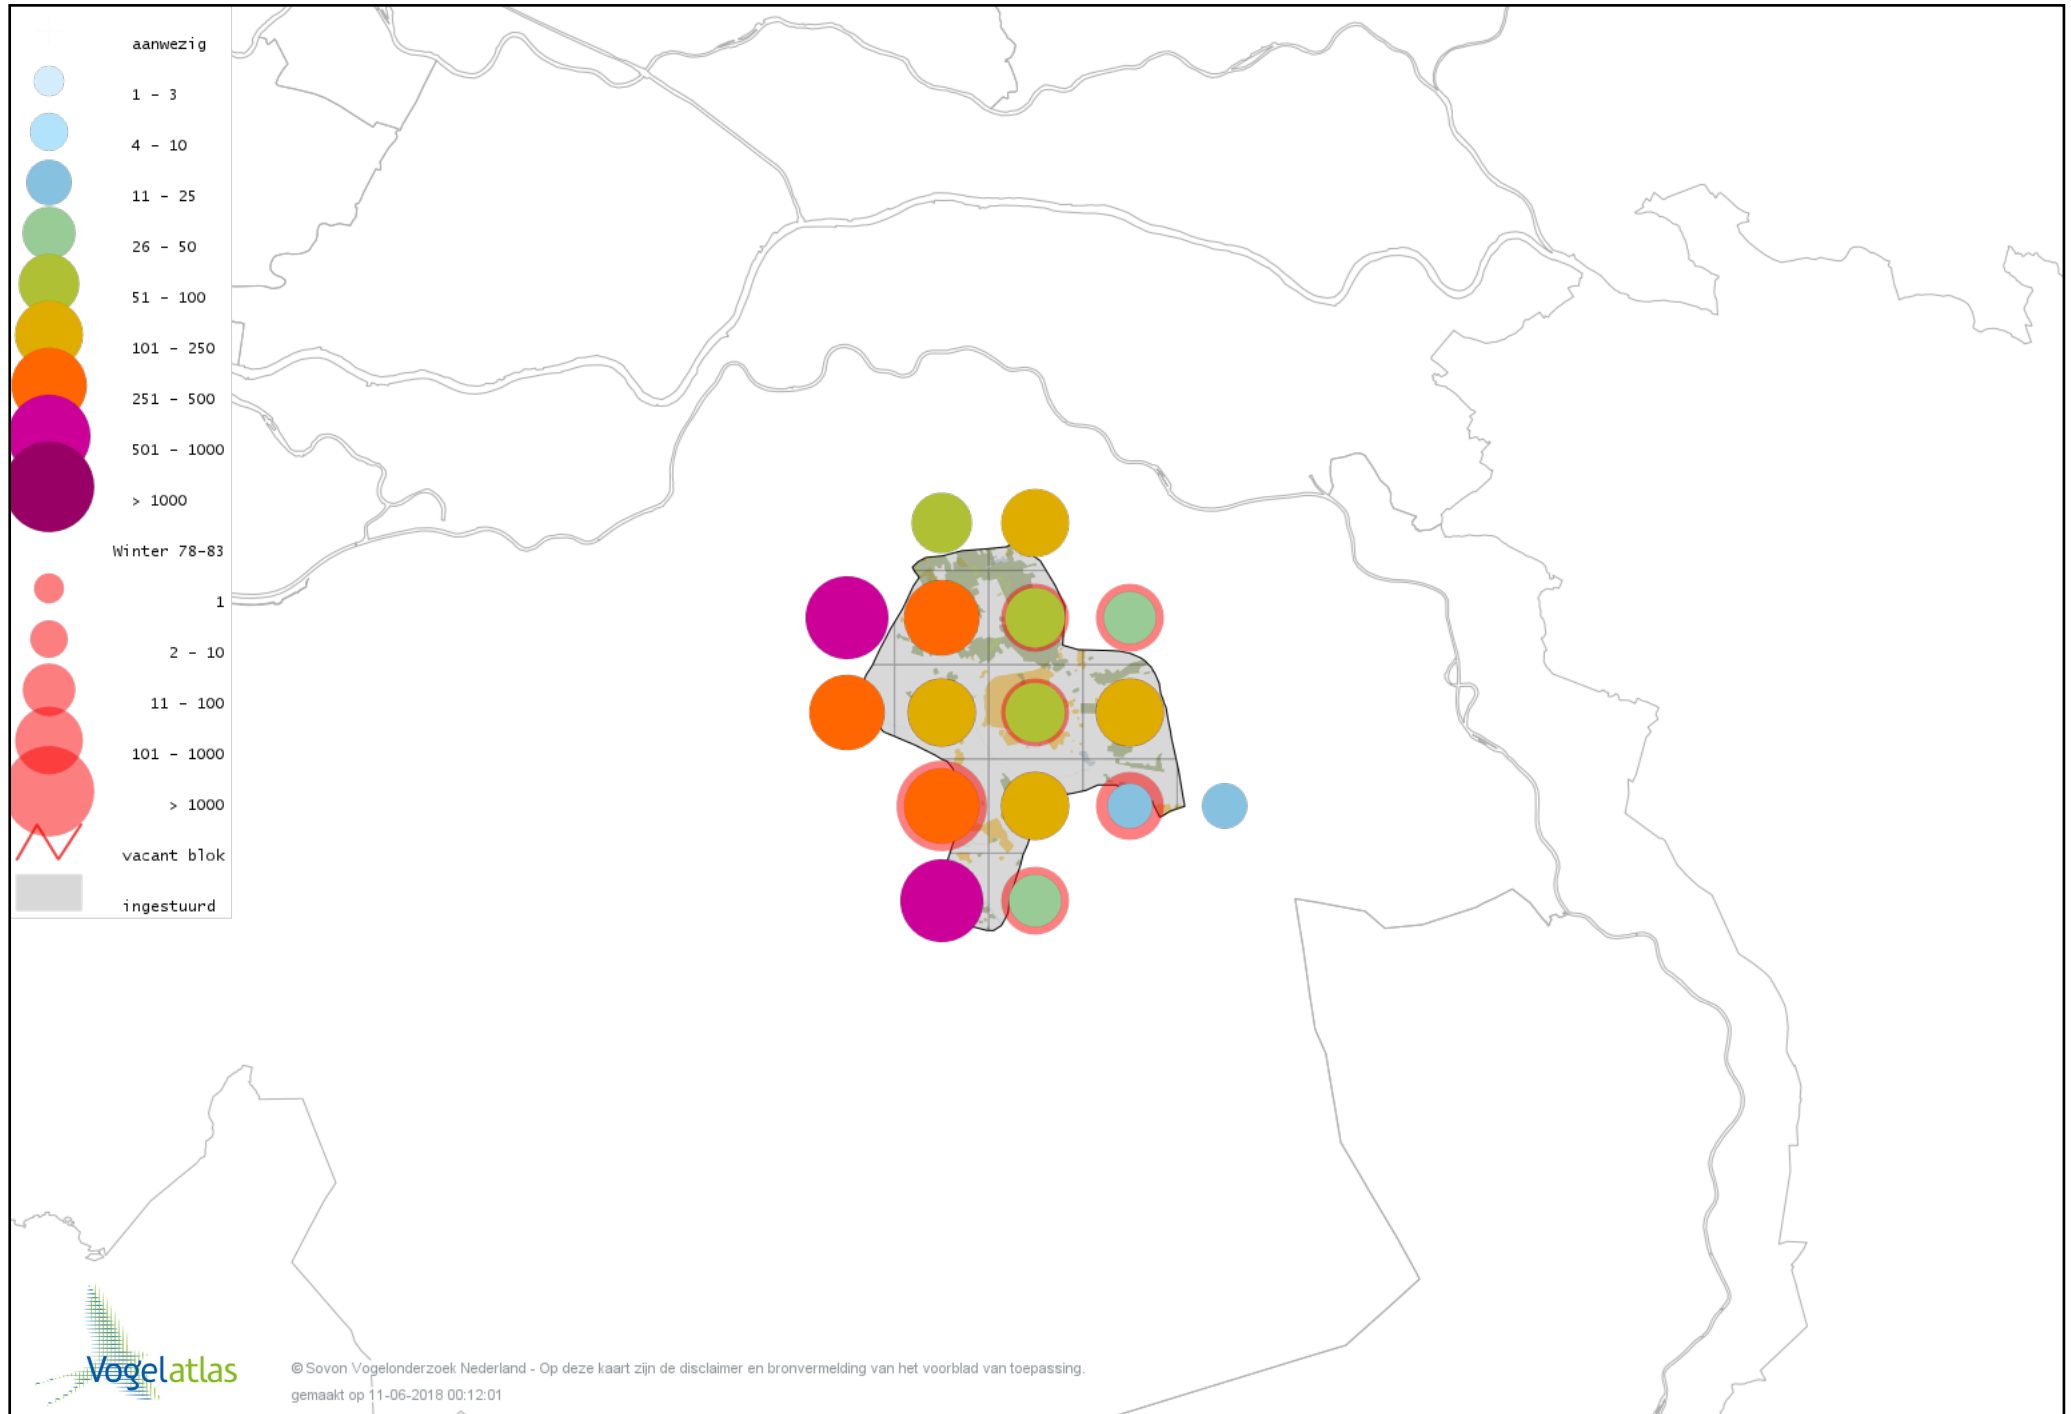 aanwezig
1 - 3
4 - 10
11 - 25
26 - 50
51 - 100
101 - 250
251 - 500
501 - 1000
> 1000
Winter 78-83
1
2 - 10
11 - 100
101 - 1000
> 1000
vacant blok
ingestuurd
Vogelatlas
© Sovon Vogelonderzoek Nederland - Op deze kaart zijn de disclaimer en bronvermelding van het voorblad van toepassing.
gemaakt op 11-06-2018 00:12:01